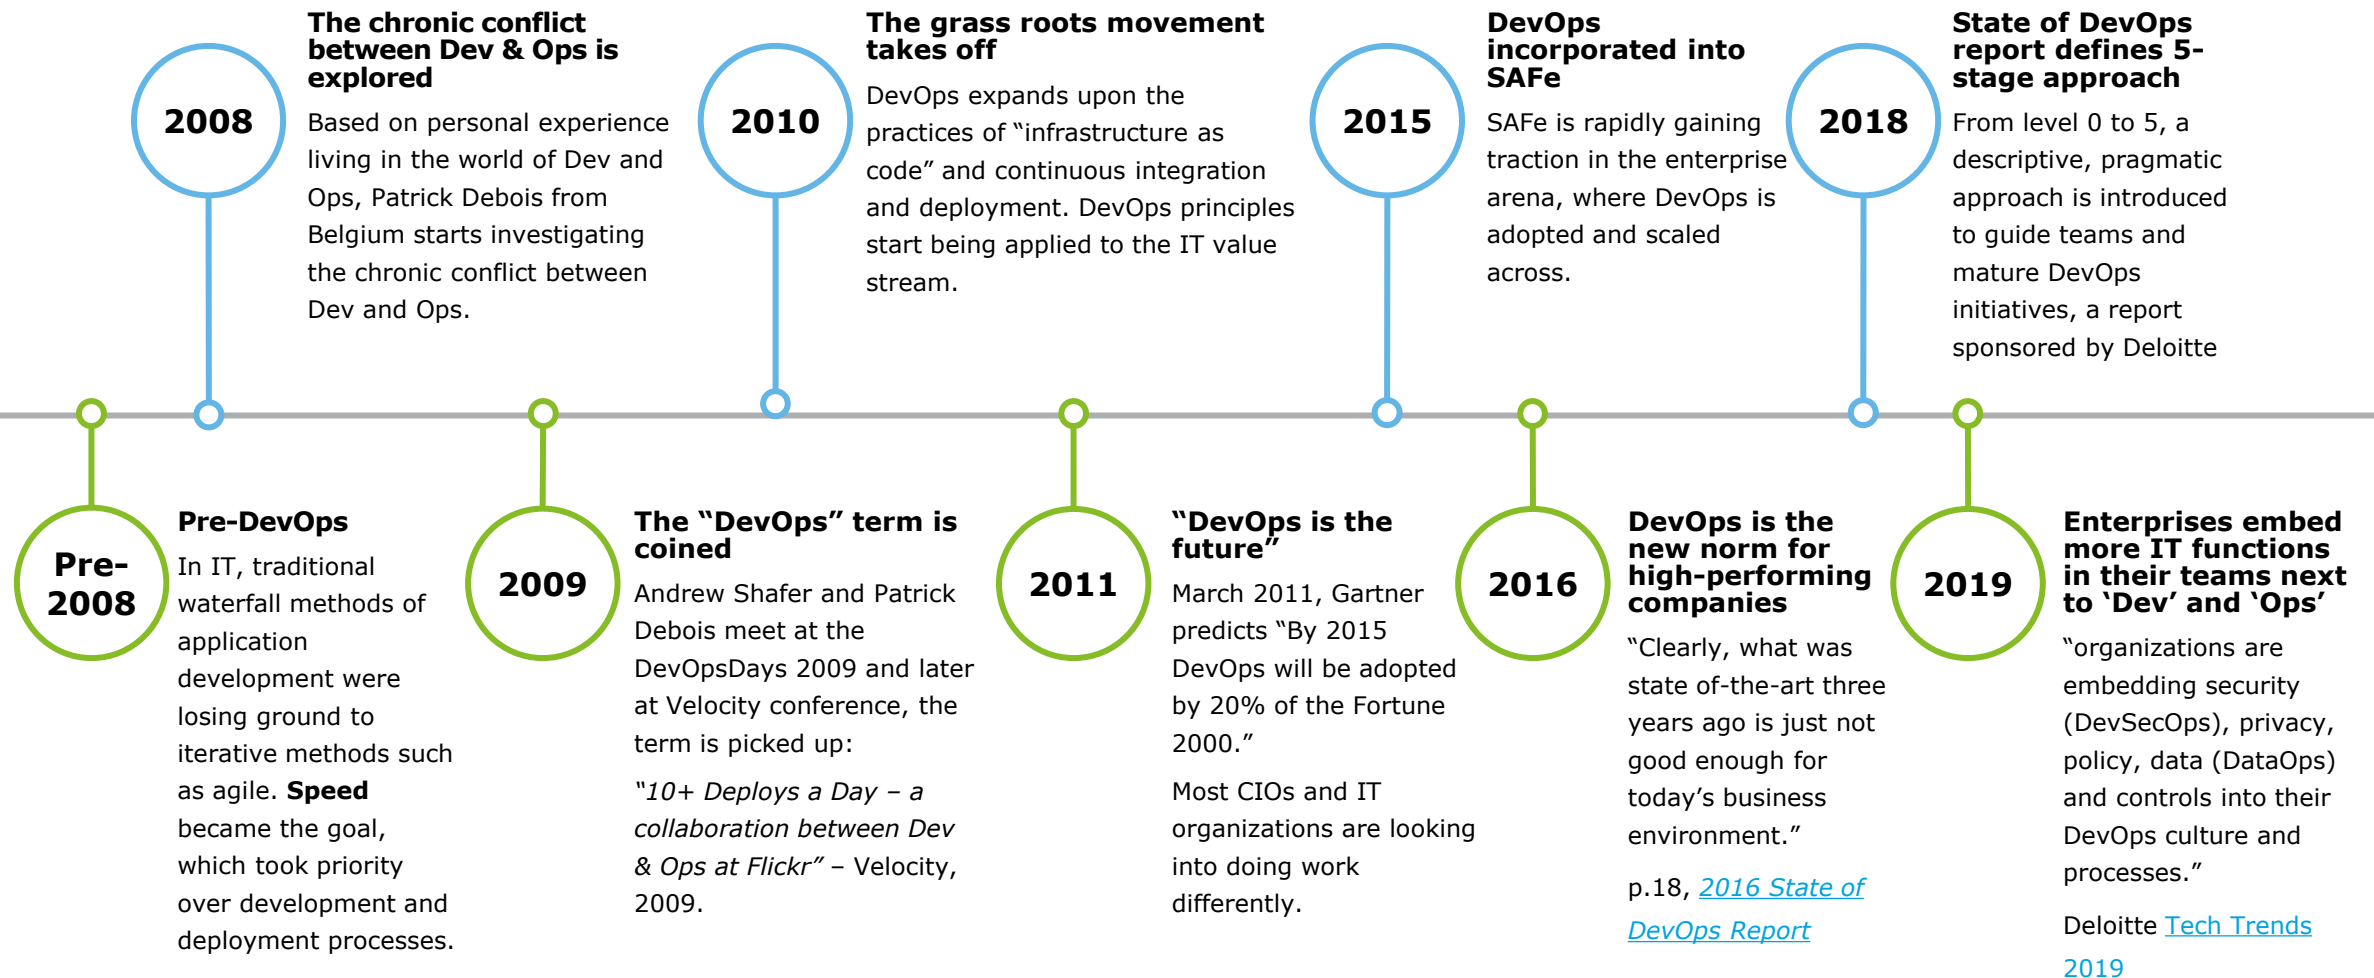 2008
The chronic conflict
between Dev & Ops is
explored
Based on personal experience
living in the world of Dev and
Ops, Patrick Debois from
Belgium starts investigating
the chronic conflict between
Dev and Ops.
2010
The grass roots movement
takes off
DevOps expands upon the
practices of “infrastructure as
code” and continuous integration
and deployment. DevOps principles
start being applied to the IT value
stream.
2015
DevOps
incorporated into
SAFe
SAFe is rapidly gaining
traction in the enterprise
arena, where DevOps is
adopted and scaled
across.
2018
State of DevOps
report defines 5-
stage approach
From level 0 to 5, a
descriptive, pragmatic
approach is introduced
to guide teams and
mature DevOps
initiatives, a report
sponsored by Deloitte
Pre-
2008
Pre-DevOps
In IT, traditional
waterfall methods of
application
development were
losing ground to
iterative methods such
as agile. Speed
became the goal,
which took priority
over development and
deployment processes.
2009
The “DevOps” term is
coined
Andrew Shafer and Patrick
Debois meet at the
DevOpsDays 2009 and later
at Velocity conference, the
term is picked up:
“10+ Deploys a Day – a
collaboration between Dev
& Ops at Flickr” – Velocity,
2009.
2011
“DevOps is the
future”
March 2011, Gartner
predicts “By 2015
DevOps will be adopted
by 20% of the Fortune
2000.”
Most CIOs and IT
organizations are looking
into doing work
differently.
2016
DevOps is the
new norm for
high-performing
companies
“Clearly, what was
state of-the-art three
years ago is just not
good enough for
today’s business
environment.”
p.18, 2016 State of
DevOps Report
2019
Enterprises embed
more IT functions
in their teams next
to ‘Dev’ and ‘Ops’
“organizations are
embedding security
(DevSecOps), privacy,
policy, data (DataOps)
and controls into their
DevOps culture and
processes.”
Deloitte Tech Trends
2019